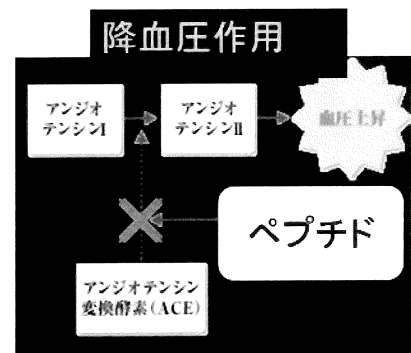 降血圧作用
アンジオ
テンシンI
アンジオ
テンシンII
血圧上昇
ペプチド
アンジオテンシン
変換酵素(ACE)